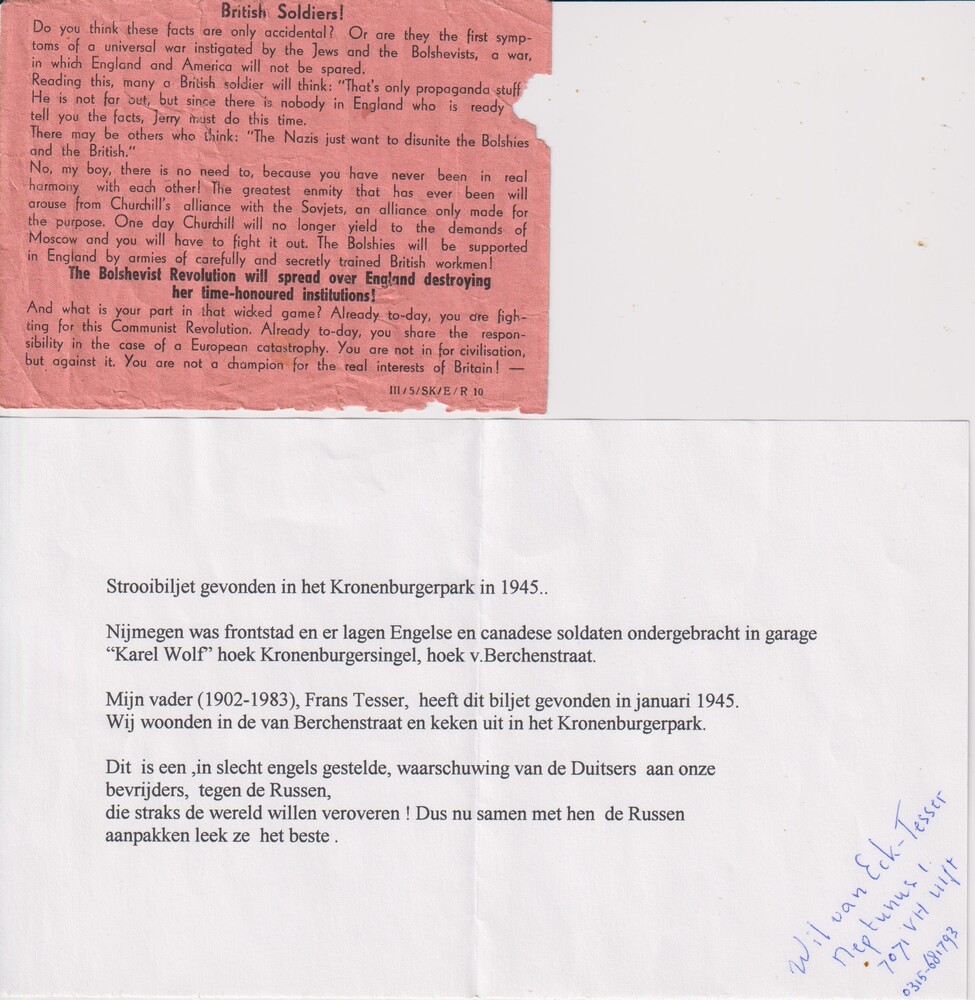 British Soldiers!
Do you think these facts are only accidental? Or are they the first symp-
toms of a universal war instigated by the Jews and the Bolshevists, a war,
in which England and America will not be spared.
Reading this, many a British soldier will think: "That's only propaganda stuff
He is not far out, but since there is nobody in England who is ready
tell you the facts, Jerry must do this time.
There may be others who think: "The Nazis just want to disunite the Bolshies
and the British."
No, my boy, there is no need to, because you have never been in real
harmony with each other! The greatest enmity that has ever been will
arouse from Churchill's alliance with the Sovjets, an alliance only made for
the purpose. One day Churchill will no longer yield to the demands of
Moscow and you will have to fight it out. The Bolshies will be supported
in England by armies of carefully and secretly trained British workmen!
The Bolshevist Revolution will spread over England destroying
her time-honoured institutions!
And what is your part in that wicked game? Already to-day, you are figh-
ting for this Communist Revolution. Already to-day, you share the respon-
sibility in the case of a European catastrophy. You are not in for civilisation,
but against it. You are not a champion for the real interests of Britain! —
III/5/SK/E/R 10
Strooibiljet gevonden in het Kronenburgerpark in 1945..
Nijmegen was frontstad en er lagen Engelse en canadese soldaten ondergebracht in garage
“Karel Wolf” hoek Kronenburgersingel, hoek v.Berchenstraat.
Mijn vader (1902-1983), Frans Tesser, heeft dit biljet gevonden in januari 1945.
Wij woonden in de van Berchenstraat en keken uit in het Kronenburgerpark.
Dit is een ,in slecht engels gestelde, waarschuwing van de Duitsers aan onze
bevrijders, tegen de Russen,
die straks de wereld willen veroveren ! Dus nu samen met hen de Russen
aanpakken leek ze het beste .
Wil van Eck-Tesser
Neptunus 1.
7071 VH Ulft
0315-681793